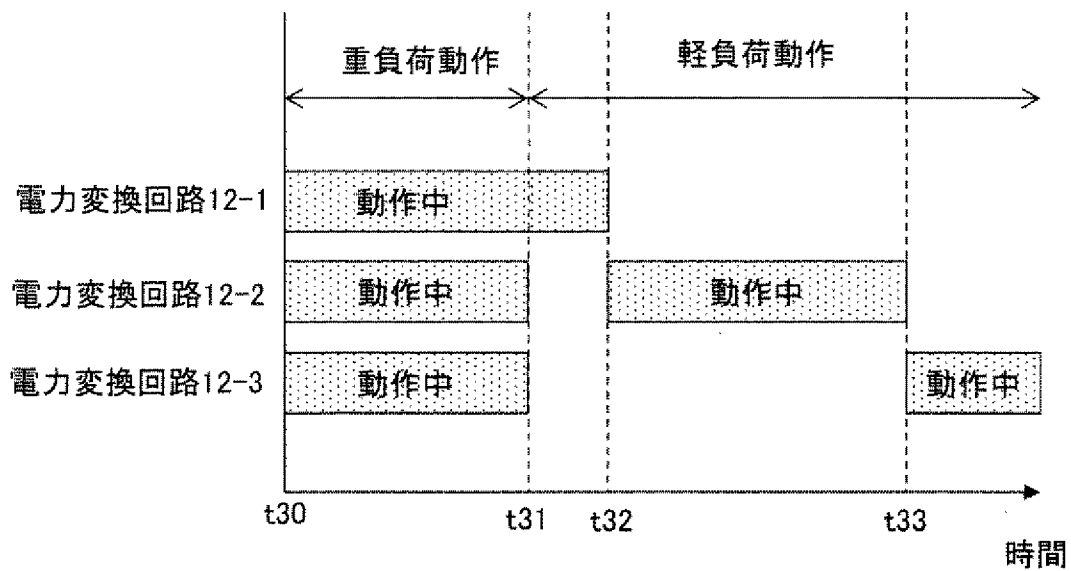 重負荷動作
軽負荷動作
電力変換回路12-1
動作中
電力変換回路12-2
動作中
動作中
電力変換回路12-3
動作中
動作中
t30
t31
t32
t33
時間